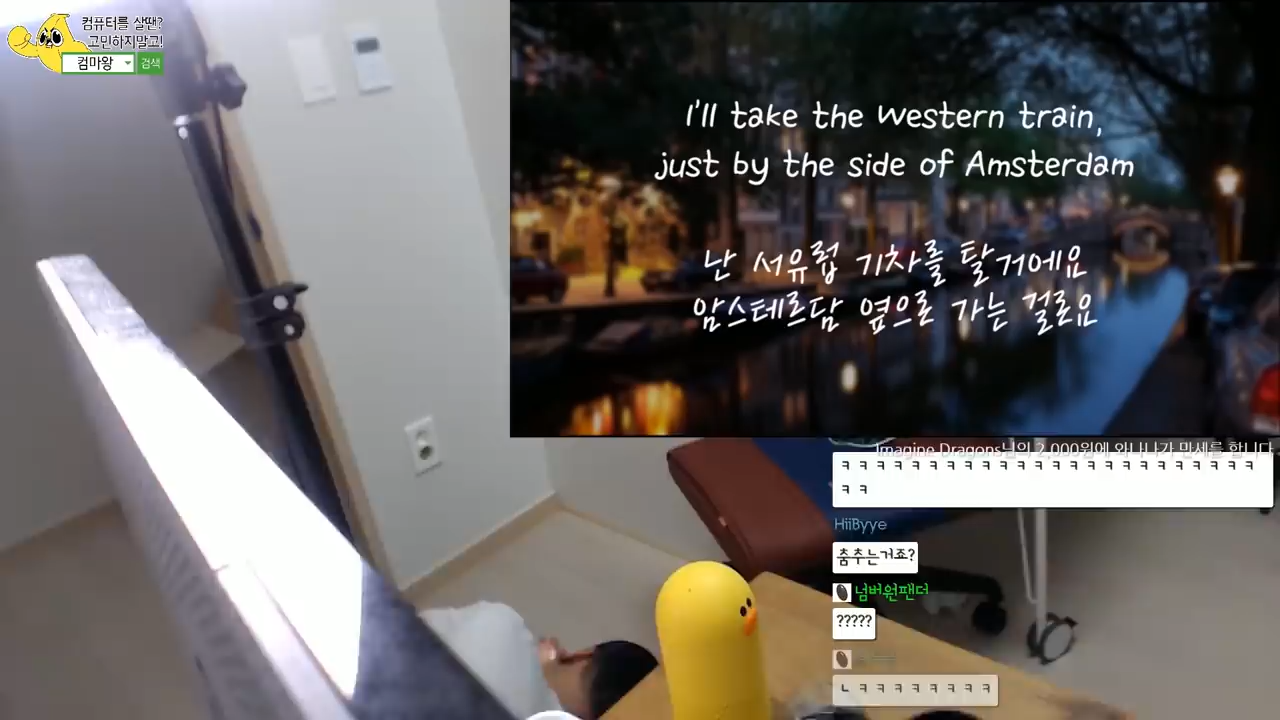 컴퓨터를 살땐?
고민하지말고!
컴마왕
검색
I'll take the western train,
just by the side of Amsterdam
난 서유럽 기차를 탈거에요
암스테르담 옆으로 가는 걸로요
Imagine Dragons님의 2,000원에 와나나가 만세를 합니다
ㅋㅋㅋㅋㅋㅋㅋㅋㅋㅋㅋㅋㅋㅋㅋㅋㅋㅋㅋㅋ
ㅋㅋ
HiiByye
춤추는거죠?
넘버원팬더
?????
ㄴㅋㅋㅋㅋㅋㅋㅋㅋ